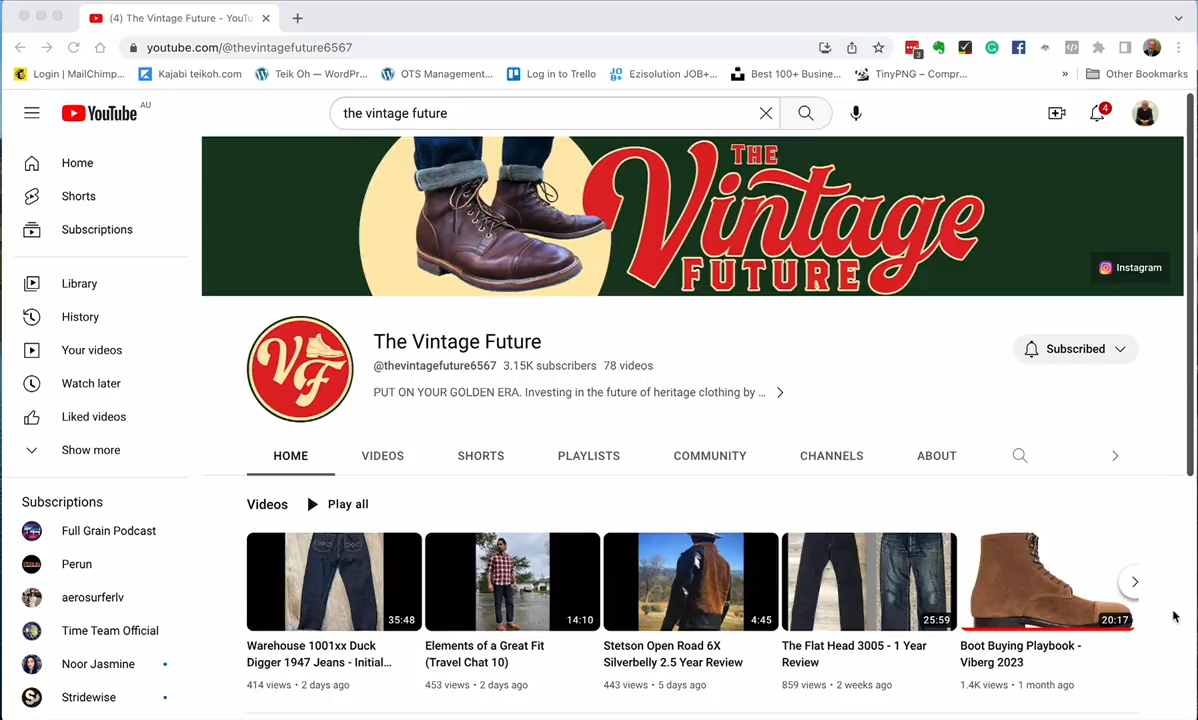 (4) The Vintage Future - YouTu
youtube.com/@thevintagefuture6567
3
Login | MailChimp...
Kajabi teikoh.com
Teik Oh — WordPr...
OTS Management...
Log in to Trello
JO B+
Ezisolution JOB+...
Best 100+ Busine...
TinyPNG – Compr...
»
Other Bookmarks
YouTube AU
the vintage future
4
Home
Shorts
Subscriptions
Library
History
Your videos
Watch later
Liked videos
Show more
Subscriptions
Full Grain Podcast
Perun
aerosurferlv
Time Team Official
Noor Jasmine
Stridewise
THE
Vintage
FUTURE
Instagram
VF
The Vintage Future
@thevintagefuture6567 3.15K subscribers 78 videos
PUT ON YOUR GOLDEN ERA. Investing in the future of heritage clothing by ...
Subscribed
HOME VIDEOS SHORTS PLAYLISTS COMMUNITY CHANNELS ABOUT
Videos Play all
35:48
14:10
4:45
25:59
20:17
Warehouse 1001xx Duck
Digger 1947 Jeans - Initial...
414 views • 2 days ago
Elements of a Great Fit
(Travel Chat 10)
453 views • 2 days ago
Stetson Open Road 6X
Silverbelly 2.5 Year Review
443 views • 5 days ago
The Flat Head 3005 - 1 Year
Review
859 views • 2 weeks ago
Boot Buying Playbook -
Viberg 2023
1.4K views • 1 month ago